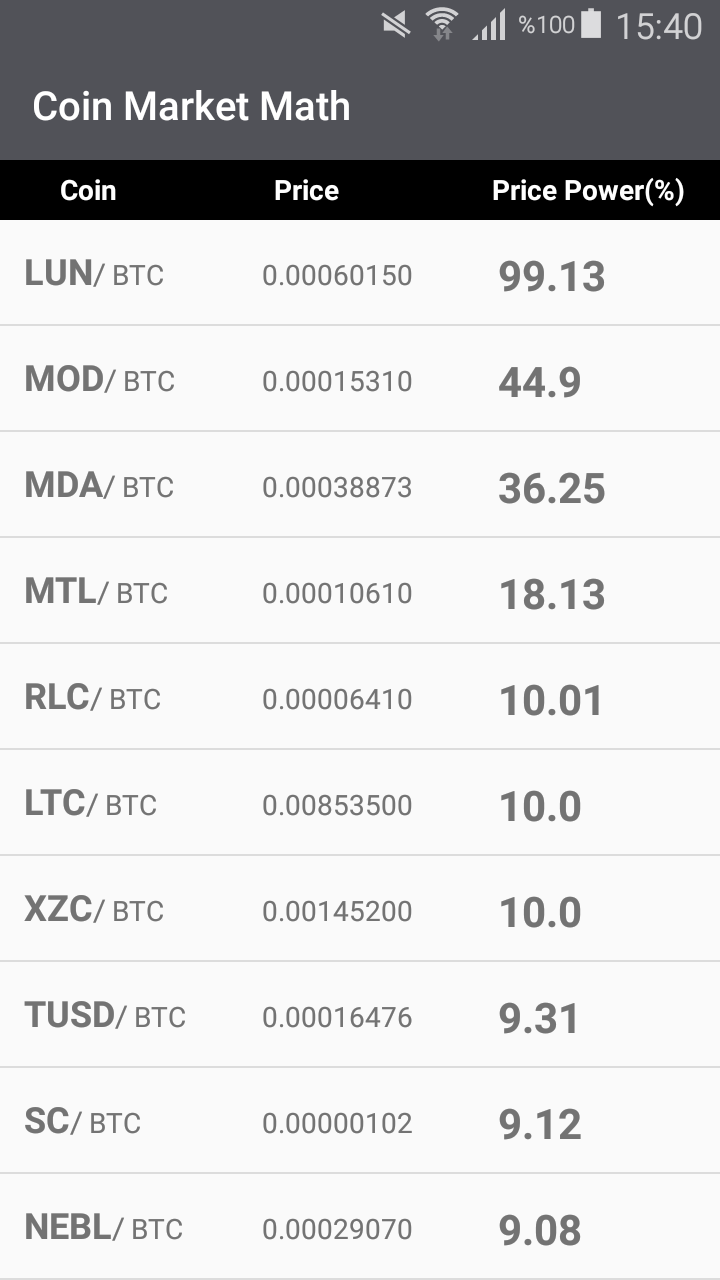 %100 15:40
Coin Market Math
Coin Price Price Power(%)
LUN/ BTC 0.00060150 99.13
MOD/ BTC 0.00015310 44.9
MDA/ BTC 0.00038873 36.25
MTL/ BTC 0.00010610 18.13
RLC/ BTC 0.00006410 10.01
LTC/ BTC 0.00853500 10.0
XZC/ BTC 0.00145200 10.0
TUSD/ BTC 0.00016476 9.31
SC/ BTC 0.00000102 9.12
NEBL/ BTC 0.00029070 9.08